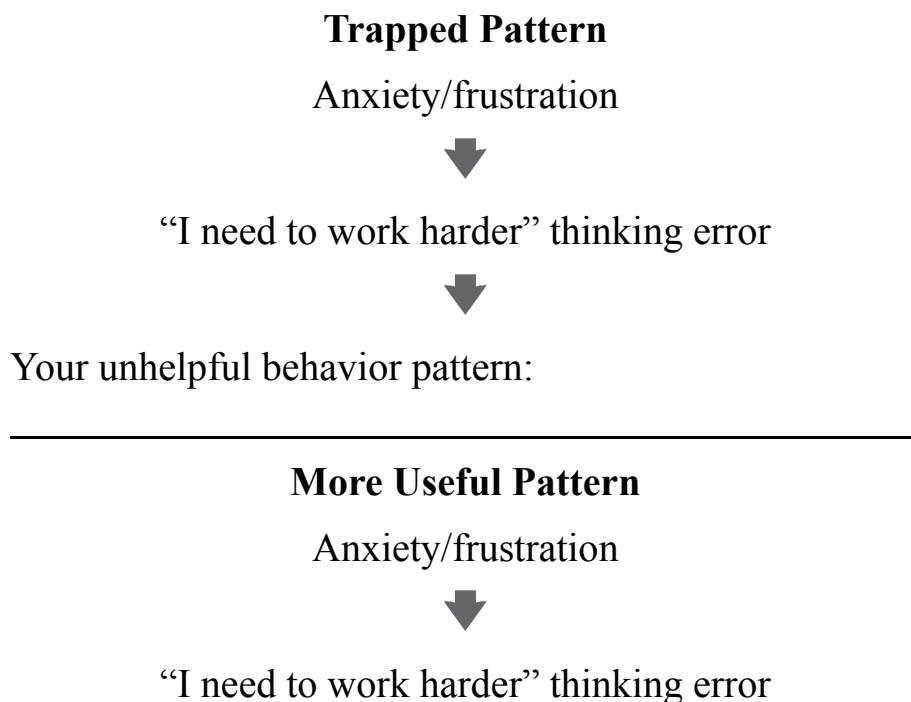 Trapped Pattern
Anxiety/frustration
“I need to work harder” thinking error
Your unhelpful behavior pattern:
More Useful Pattern
Anxiety/frustration
“I need to work harder” thinking error